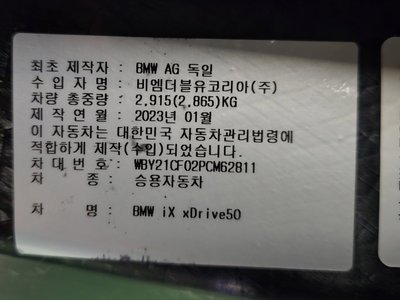 최초 제작자 : BMW AG 독일
수 입 자 명 : 비엠더블유코리아(주)
차량 총중량 : 2,915(2,865)KG
제 작 연 월 : 2023년 01월
이 자동차는 대한민국 자동차관리법령에
적합하게 제작(수입)되었습니다.
차 대 번 호 : WBY21CF02PCM62811
차 종 : 승용자동차
차 명 : BMW iX xDrive50